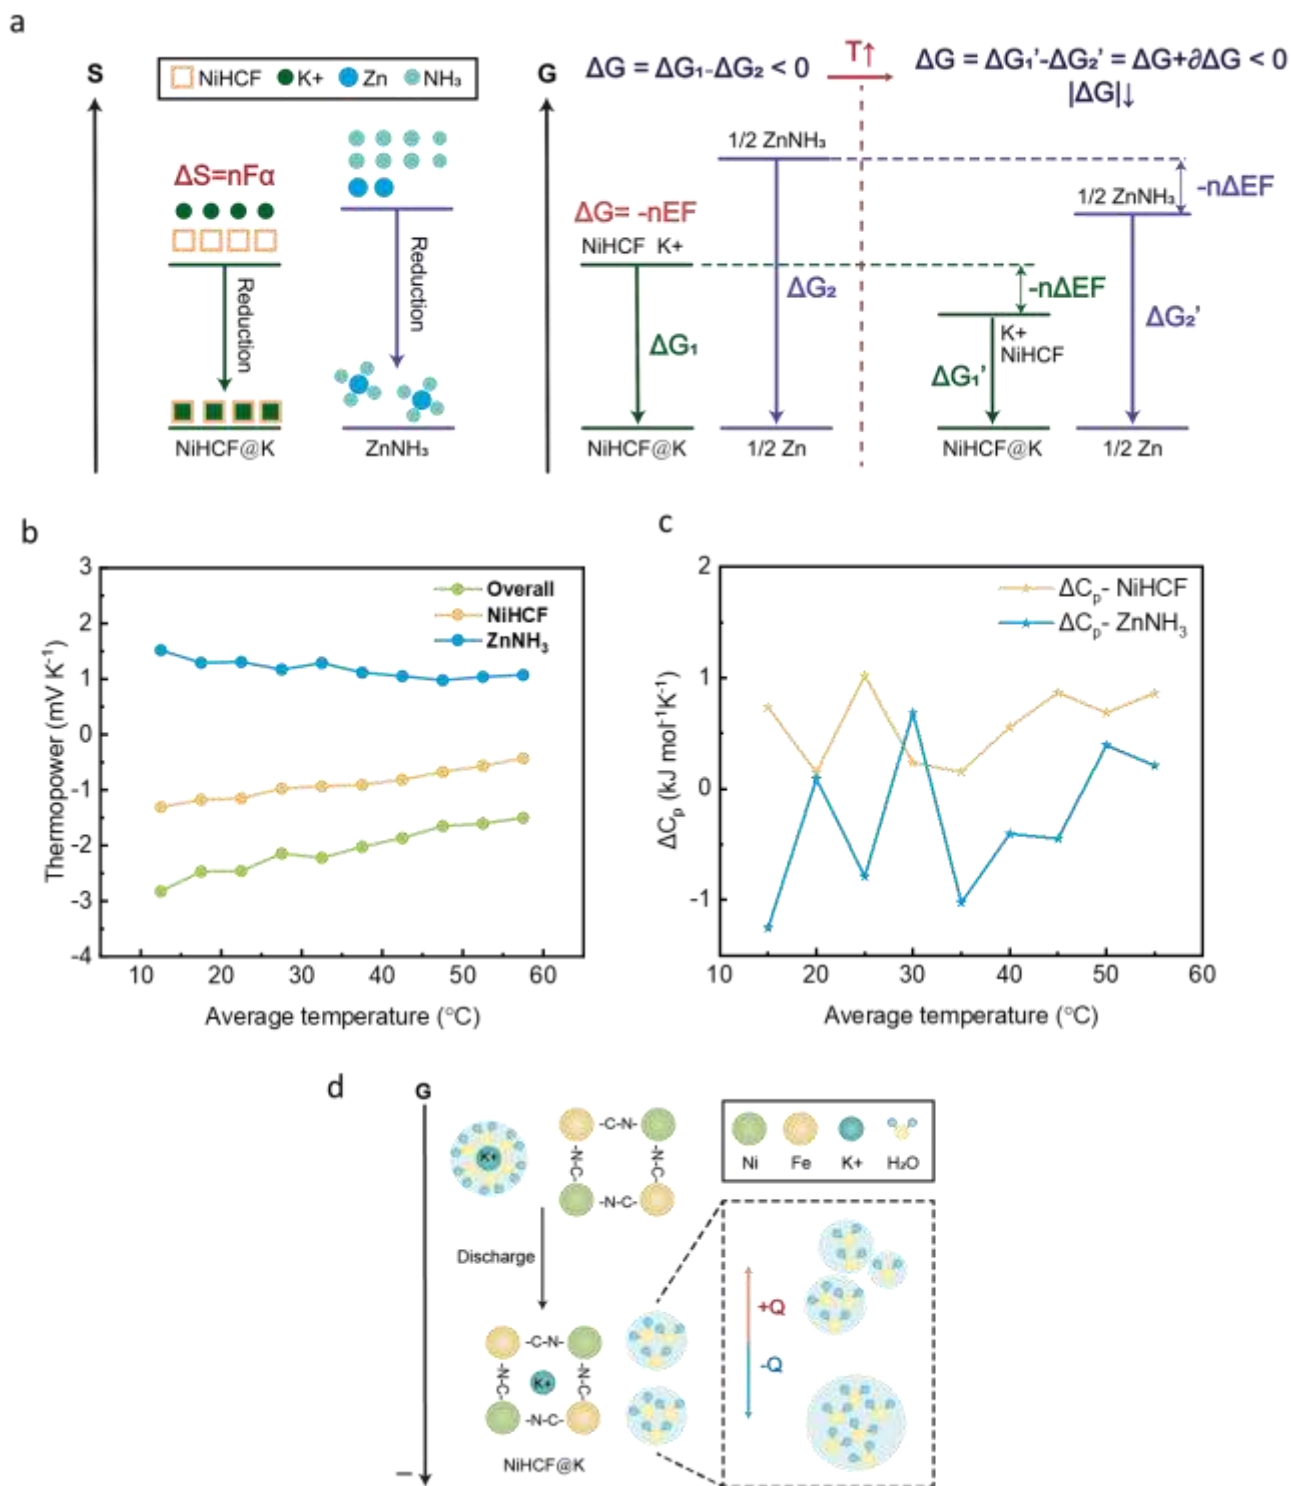 a
S
NiHCF K+ Zn NH₃
ΔS=nFα
Reduction
Reduction
NiHCF@K
ZnNH₃
G
ΔG = ΔG₁-ΔG₂ < 0
T↑
ΔG = ΔG₁'-ΔG₂' = ΔG+∂ΔG < 0
|ΔG|↓
1/2 ZnNH₃
ΔG= -nEF
NiHCF K+
-nΔEF
1/2 ZnNH₃
-nΔEF
ΔG₁
ΔG₂
K+
NiHCF
ΔG₁'
ΔG₂'
NiHCF@K
1/2 Zn
NiHCF@K
1/2 Zn
b
Thermopower (mV K⁻¹)
3
2
1
0
-1
-2
-3
-4
Overall
NiHCF
ZnNH₃
10 20 30 40 50 60
Average temperature (°C)
c
ΔCₚ (kJ mol⁻¹K⁻¹)
2
1
0
-1
ΔCₚ- NiHCF
ΔCₚ- ZnNH₃
10 20 30 40 50 60
Average temperature (°C)
d
G
K+
-C-N-
-N-C-
-N-C-
-N-C-
Discharge
-C-N-
-N-C-
K+
-N-C-
-N-C-
NiHCF@K
Ni Fe K+ H₂O
+Q
-Q